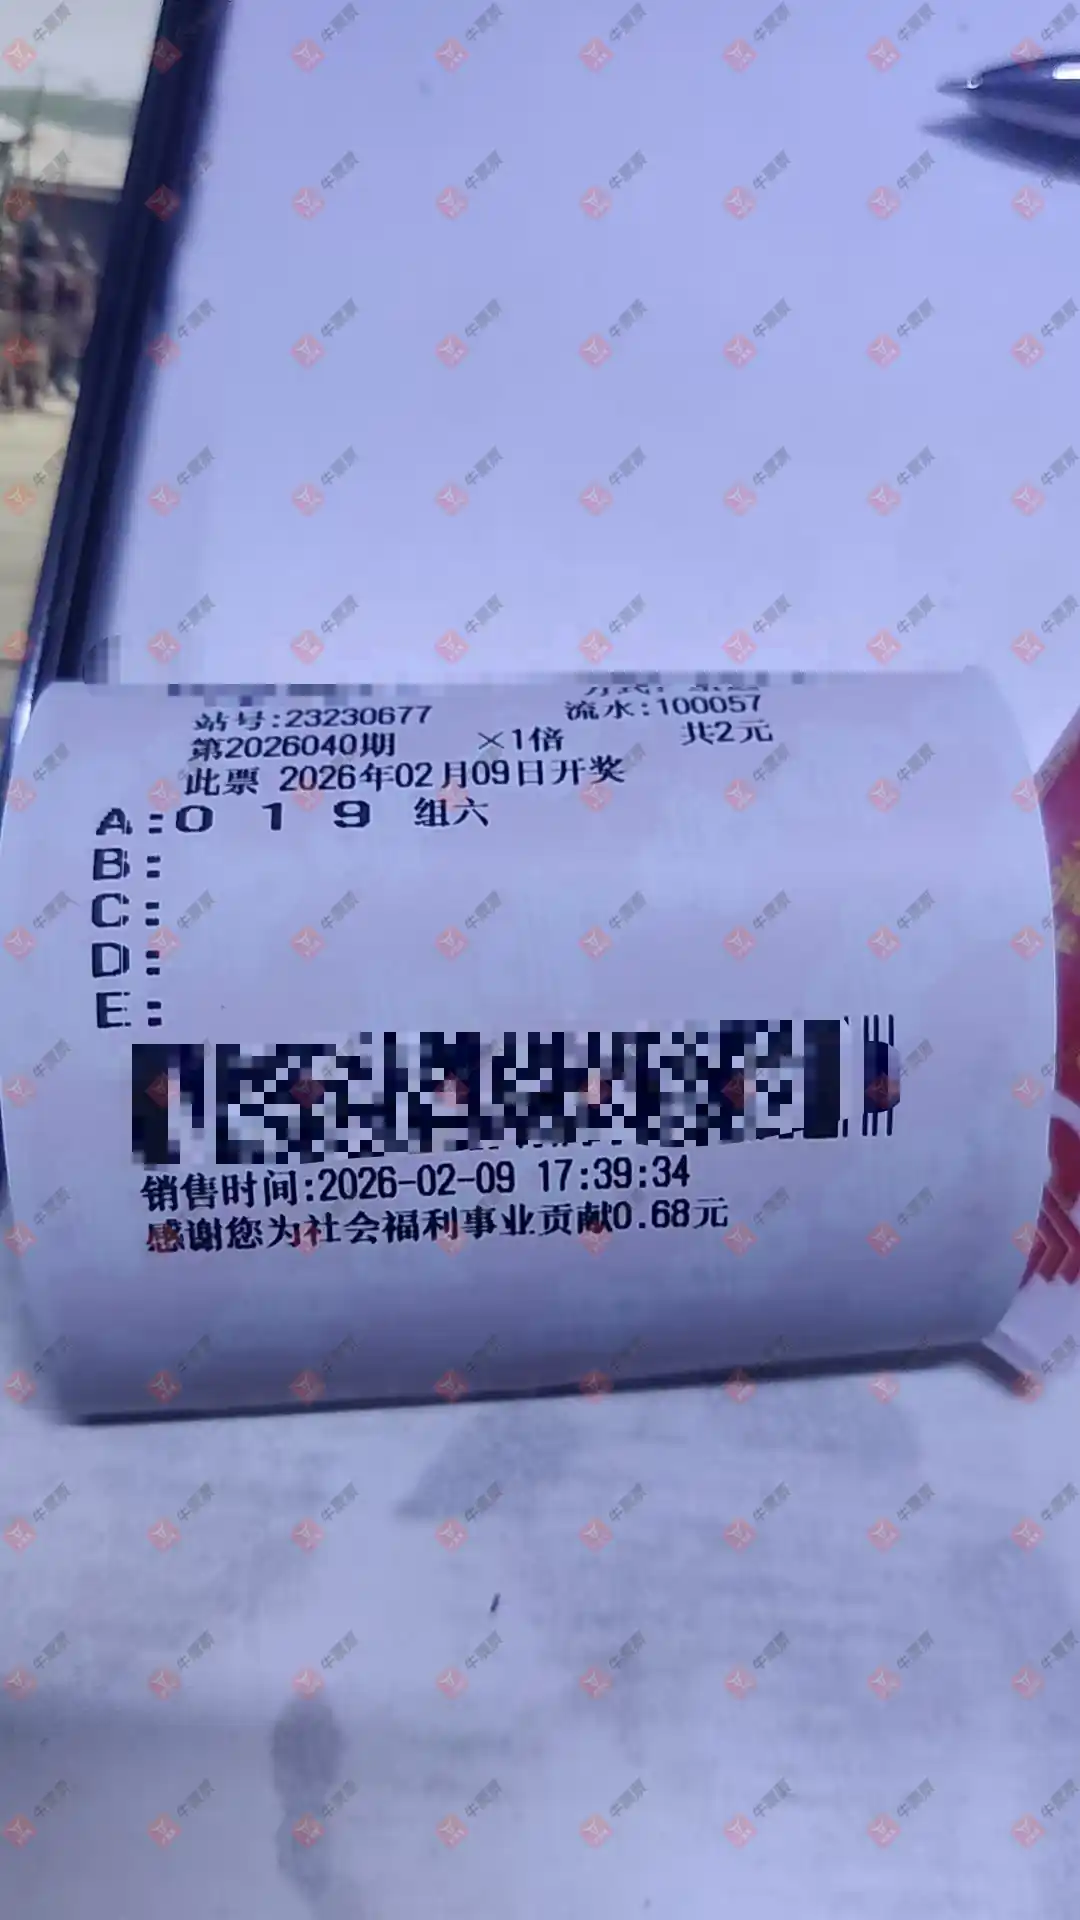 站号:23230677 流水:100057
第2026040期 ×1倍 共2元
此票 2026年02月09日开奖
A:0 1 9 组六
B:
C:
D:
E:
销售时间:2026-02-09 17:39:34
感谢您为社会福利事业贡献0.68元